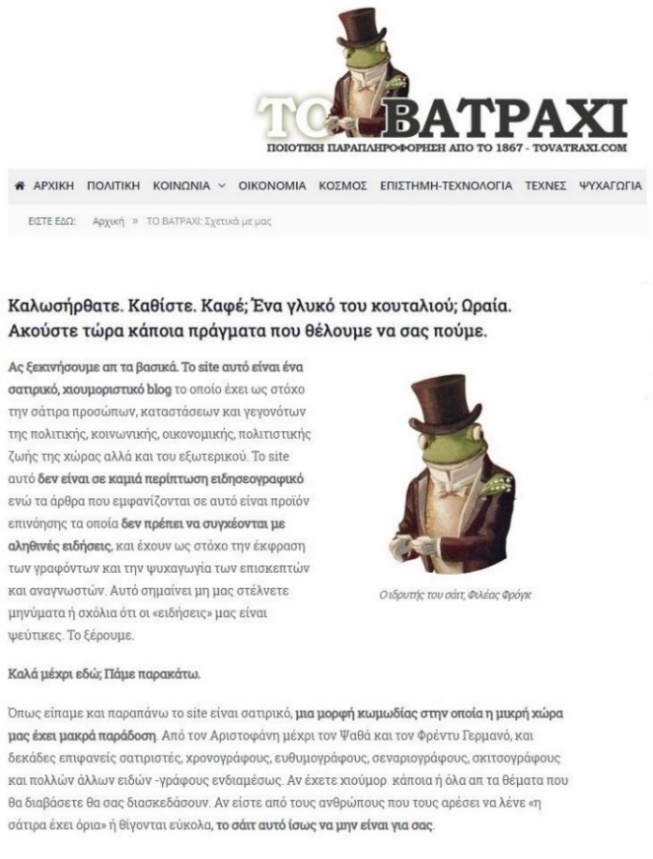 ΤΟ ΒΑΤΡΑΧΙ
ΠΟΙΟΤΙΚΗ ΠΑΡΑΠΛΗΡΟΦΟΡΗΣΗ ΑΠΟ ΤΟ 1867 - TOVATRAXI.COM
ΑΡΧΙΚΗ ΠΟΛΙΤΙΚΗ ΚΟΙΝΩΝΙΑ ΟΙΚΟΝΟΜΙΑ ΚΟΣΜΟΣ ΕΠΙΣΤΗΜΗ-ΤΕΧΝΟΛΟΓΙΑ ΤΕΧΝΕΣ ΨΥΧΑΓΩΓΙΑ
ΕΙΣΤΕ ΕΔΩ: Αρχική » ΤΟ ΒΑΤΡΑΧΙ: Σχετικά με μας
Καλωσήρθατε. Καθίστε. Καφέ; Ένα γλυκό του κουταλιού; Ωραία.
Ακούστε τώρα κάποια πράγματα που θέλουμε να σας πούμε.
Ας ξεκινήσουμε απ τα βασικά. Το site αυτό είναι ένα
σατιρικό, χιουμοριστικό blog το οποίο έχει ως στόχο
την σάτιρα προσώπων, καταστάσεων και γεγονότων
της πολιτικής, κοινωνικής, οικονομικής, πολιτιστικής
ζωής της χώρας αλλά και του εξωτερικού. Το site
αυτό δεν είναι σε καμιά περίπτωση ειδησεογραφικό
ενώ τα άρθρα που εμφανίζονται σε αυτό είναι προϊόν
επινόησης τα οποία δεν πρέπει να συγχέονται με
αληθινές ειδήσεις, και έχουν ως στόχο την έκφραση
των γραφόντων και την ψυχαγωγία των επισκεπτών
και αναγνωστών. Αυτό σημαίνει μη μας στέλνετε
μηνύματα ή σχόλια ότι οι «ειδήσεις» μας είναι
ψεύτικες. Το ξέρουμε.
Ο ιδρυτής του σάιτ, Φιλέας Φρόγκ
Καλά μέχρι εδώ; Πάμε παρακάτω.
Όπως είπαμε και παραπάνω το site είναι σατιρικό, μια μορφή κωμωδίας στην οποία η μικρή χώρα
μας έχει μακρά παράδοση. Από τον Αριστοφάνη μέχρι τον Ψαθά και τον Φρέντυ Γερμανό, και
δεκάδες επιφανείς σατιριστές, χρονογράφους, ευθυμογράφους, σεναριογράφους, σκιτσογράφους
και πολλών άλλων ειδών -γράφους ενδιαμέσως. Αν έχετε χιούμορ κάποια ή όλα απ τα θέματα που
θα διαβάσετε θα σας διασκεδάσουν. Αν είστε από τους ανθρώπους που τους αρέσει να λένε «η
σάτιρα έχει όρια» ή θίγονται εύκολα, το σάιτ αυτό ίσως να μην είναι για σας.